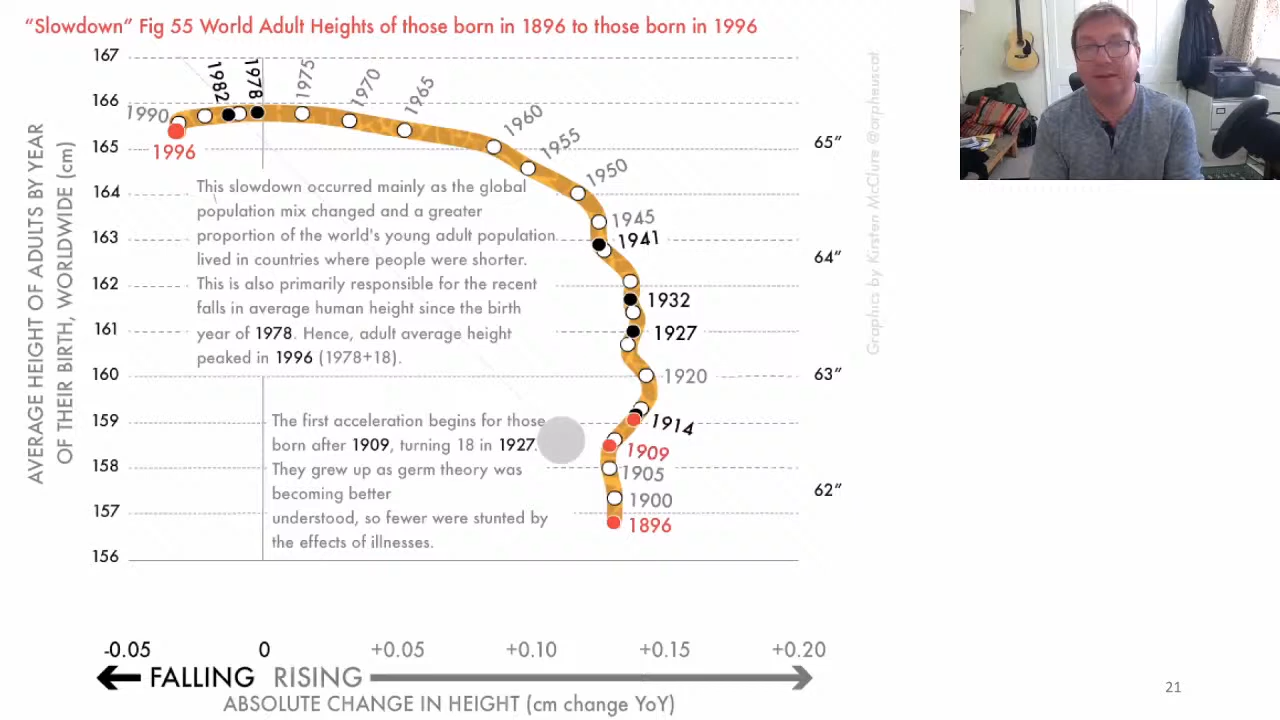 “Slowdown” Fig 55 World Adult Heights of those born in 1896 to those born in 1996
AVERAGE HEIGHT OF ADULTS BY YEAR
OF THEIR BIRTH, WORLDWIDE (cm)
167
166
165
164
163
162
161
160
159
158
157
156
1990
1996
1982
1978
1975
1970
1965
1960
1955
1950
1945
1941
1932
1927
1920
1914
1909
1905
1900
1896
65”
64”
63”
62”
This slowdown occurred mainly as the global
population mix changed and a greater
proportion of the world's young adult population
lived in countries where people were shorter.
This is also primarily responsible for the recent
falls in average human height since the birth
year of 1978. Hence, adult average height
peaked in 1996 (1978+18).
The first acceleration begins for those
born after 1909, turning 18 in 1927.
They grew up as germ theory was
becoming better
understood, so fewer were stunted by
the effects of illnesses.
Graphics by Kirsten McClure @orpheuscat
-0.05
0
+0.05
+0.10
+0.15
+0.20
FALLING RISING
ABSOLUTE CHANGE IN HEIGHT (cm change YoY)
21